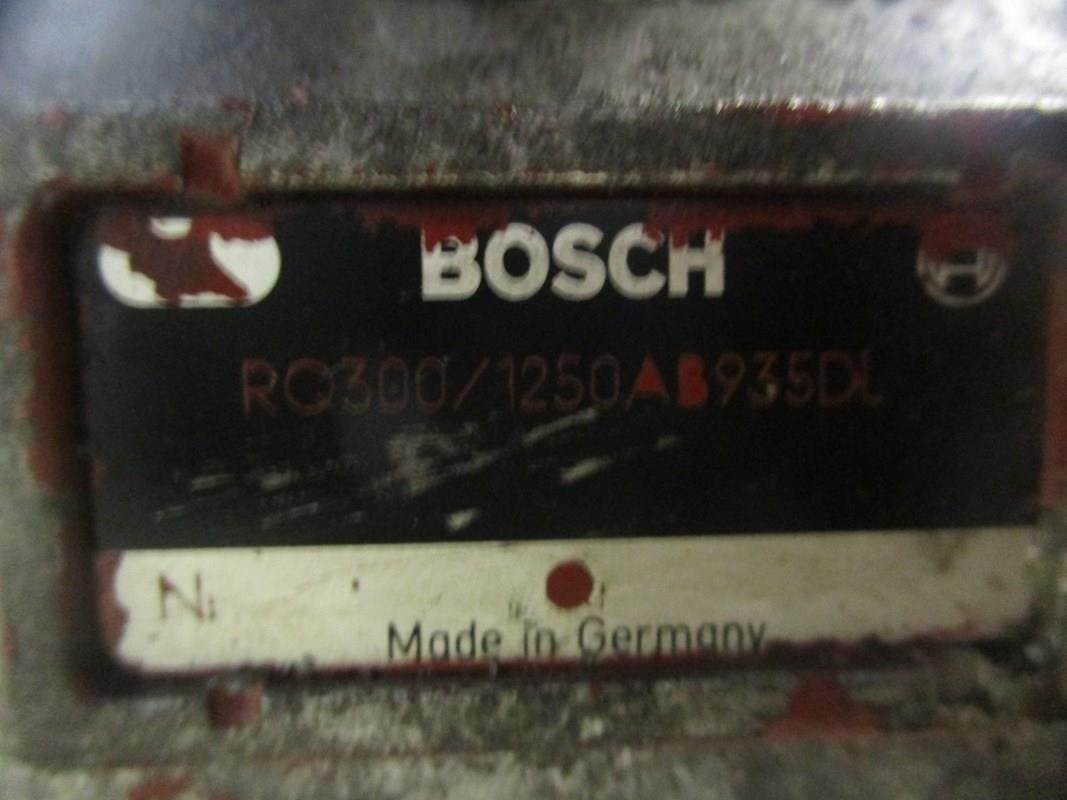 BOSCH
RQ300/1250AB935DL
N:
Made in Germany